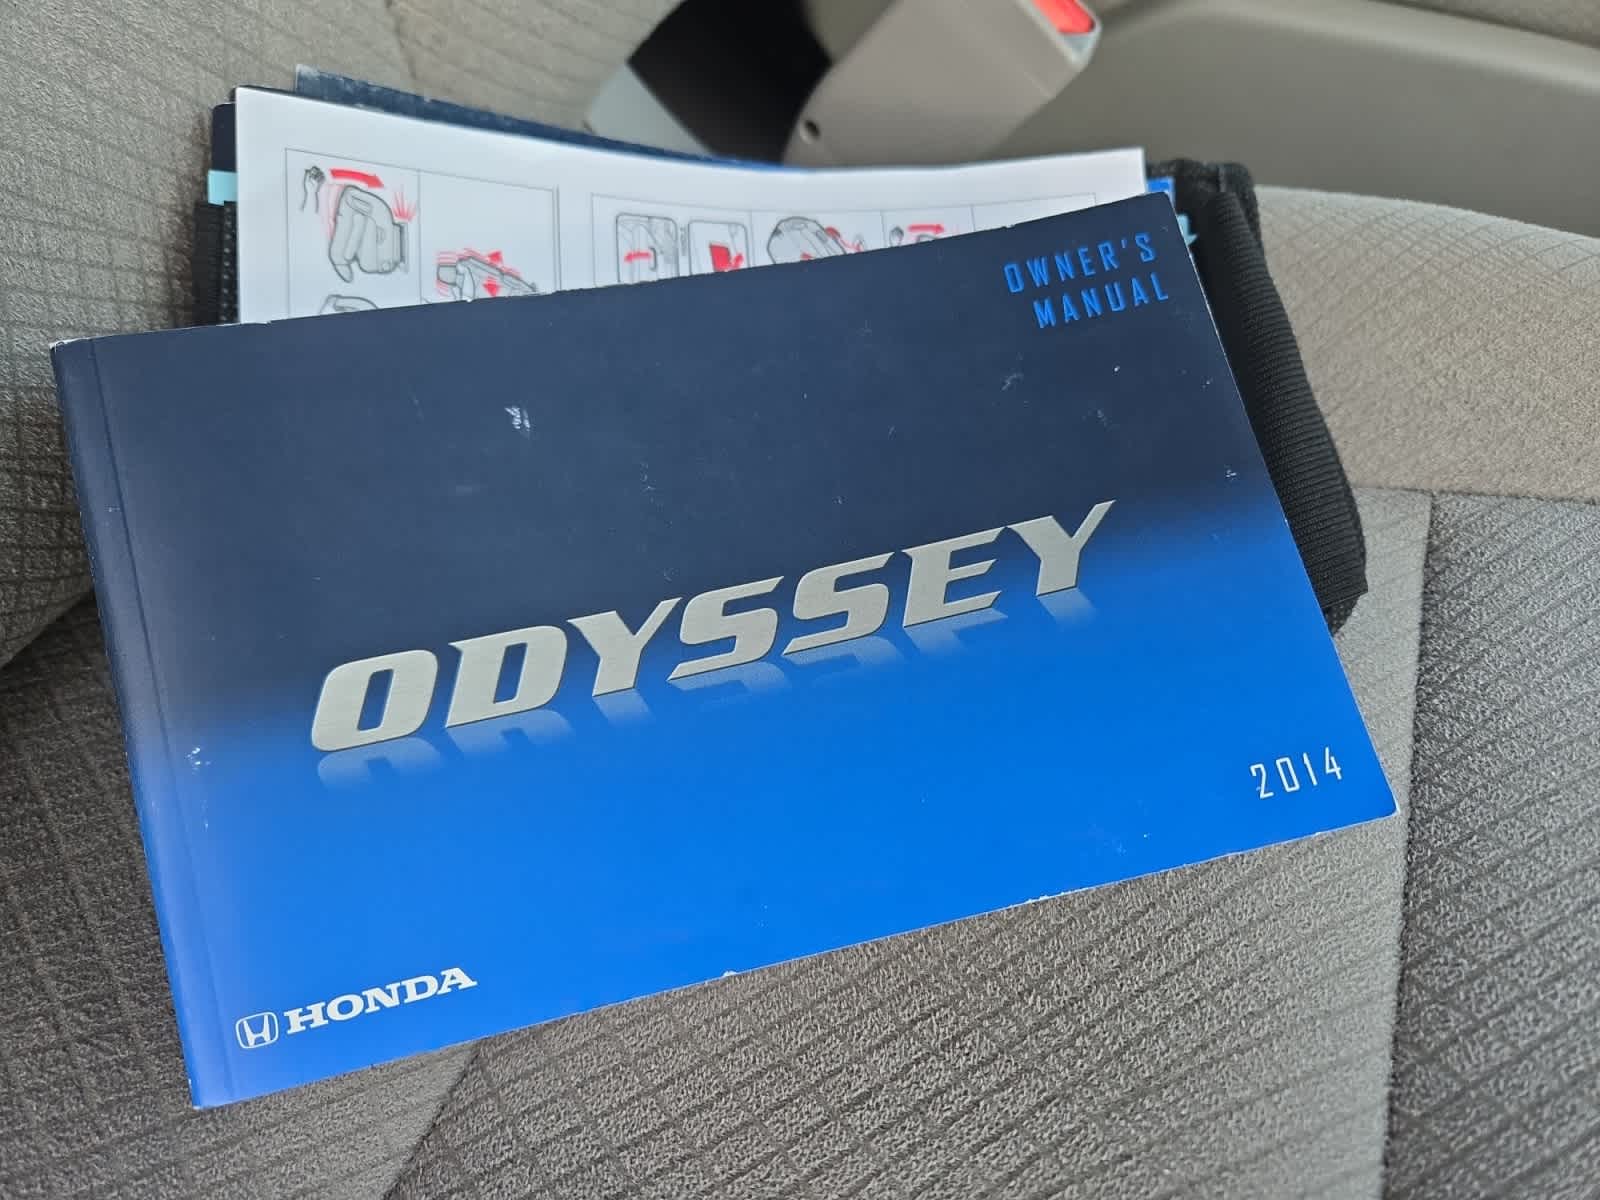 OWNER'S
MANUAL
ODYSSEY
2014
HONDA